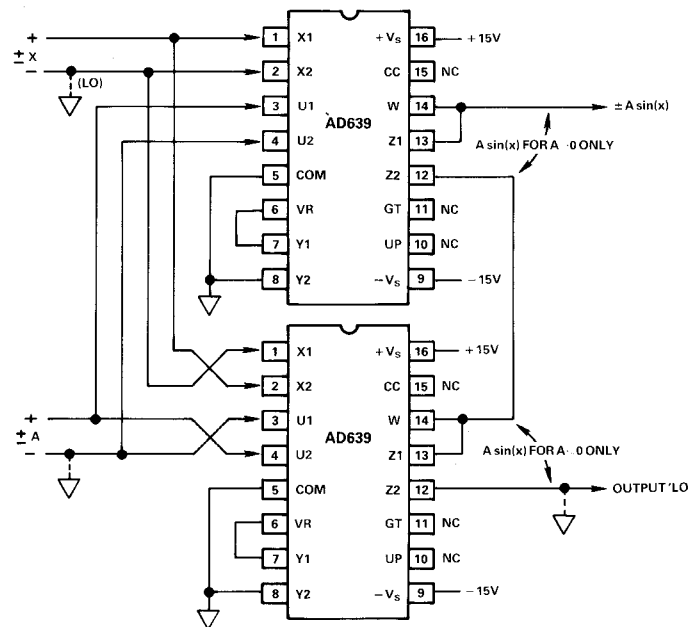 +
1 X1 +Vs 16 +15V
± X
− (LO)
2 X2 CC 15 NC
3 U1 W 14 ± A sin(x)
AD639
4 U2 Z1 13
A sin(x) FOR A 0 ONLY
5 COM Z2 12
6 VR GT 11 NC
7 Y1 UP 10 NC
8 Y2 −Vs 9 −15V
1 X1 +Vs 16 +15V
2 X2 CC 15 NC
+
3 U1 W 14
± A
AD639
−
4 U2 Z1 13
A sin(x) FOR A 0 ONLY
5 COM Z2 12 OUTPUT 'LO
6 VR GT 11 NC
7 Y1 UP 10 NC
8 Y2 −Vs 9 −15V